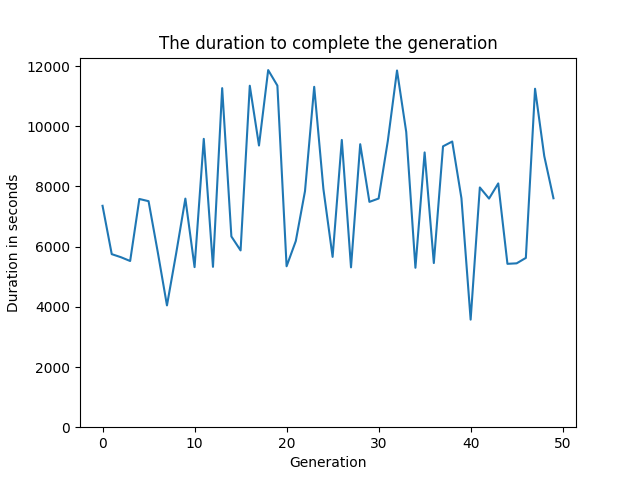 The duration to complete the generation
12000
10000
8000
6000
4000
2000
0
Duration in seconds
0 10 20 30 40 50
Generation